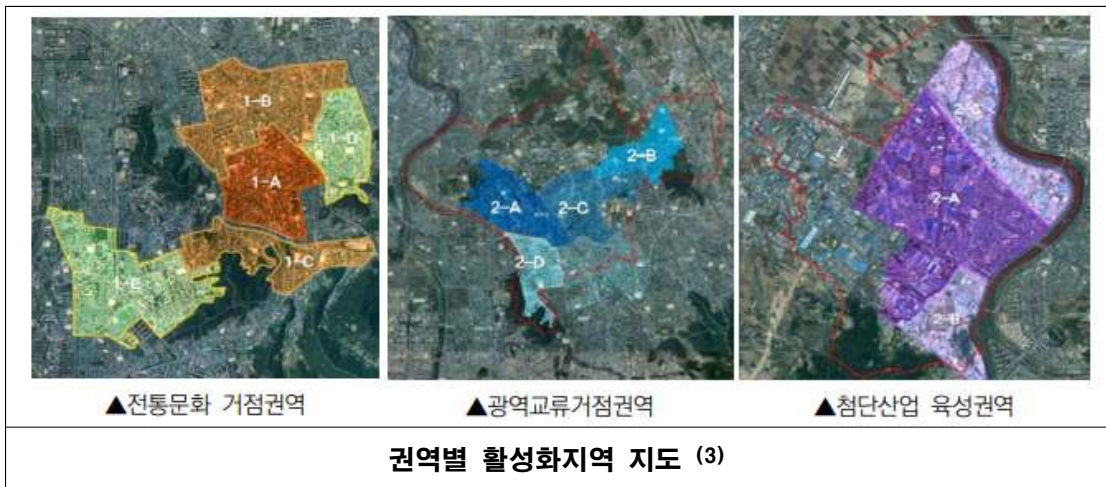 1-B
1-D
1-A
1-C
1-E
2-B
2-A
2-C
2-D
2-A
2-B
▲전통문화 거점권역
▲광역교류거점권역
▲첨단산업 육성권역
권역별 활성화지역 지도 (3)